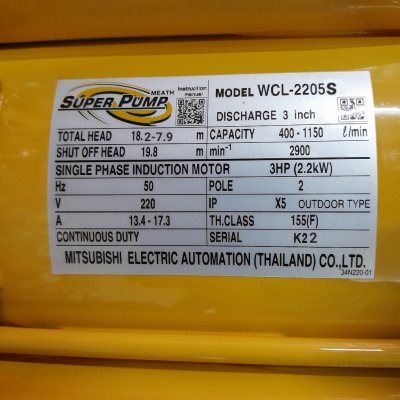 MEATH
SUPER PUMP
Instruction manual
MODEL WCL-2205S
DISCHARGE 3 inch
TOTAL HEAD 18.2-7.9 m CAPACITY 400-1150 ℓ/min
SHUT OFF HEAD 19.8 m min⁻¹ 2900
SINGLE PHASE INDUCTION MOTOR 3HP (2.2kW)
Hz 50 POLE 2
V 220 IP X5 OUTDOOR TYPE
A 13.4-17.3 TH.CLASS 155(F)
CONTINUOUS DUTY SERIAL K22
MITSUBISHI ELECTRIC AUTOMATION (THAILAND) CO.,LTD.
34N220-01